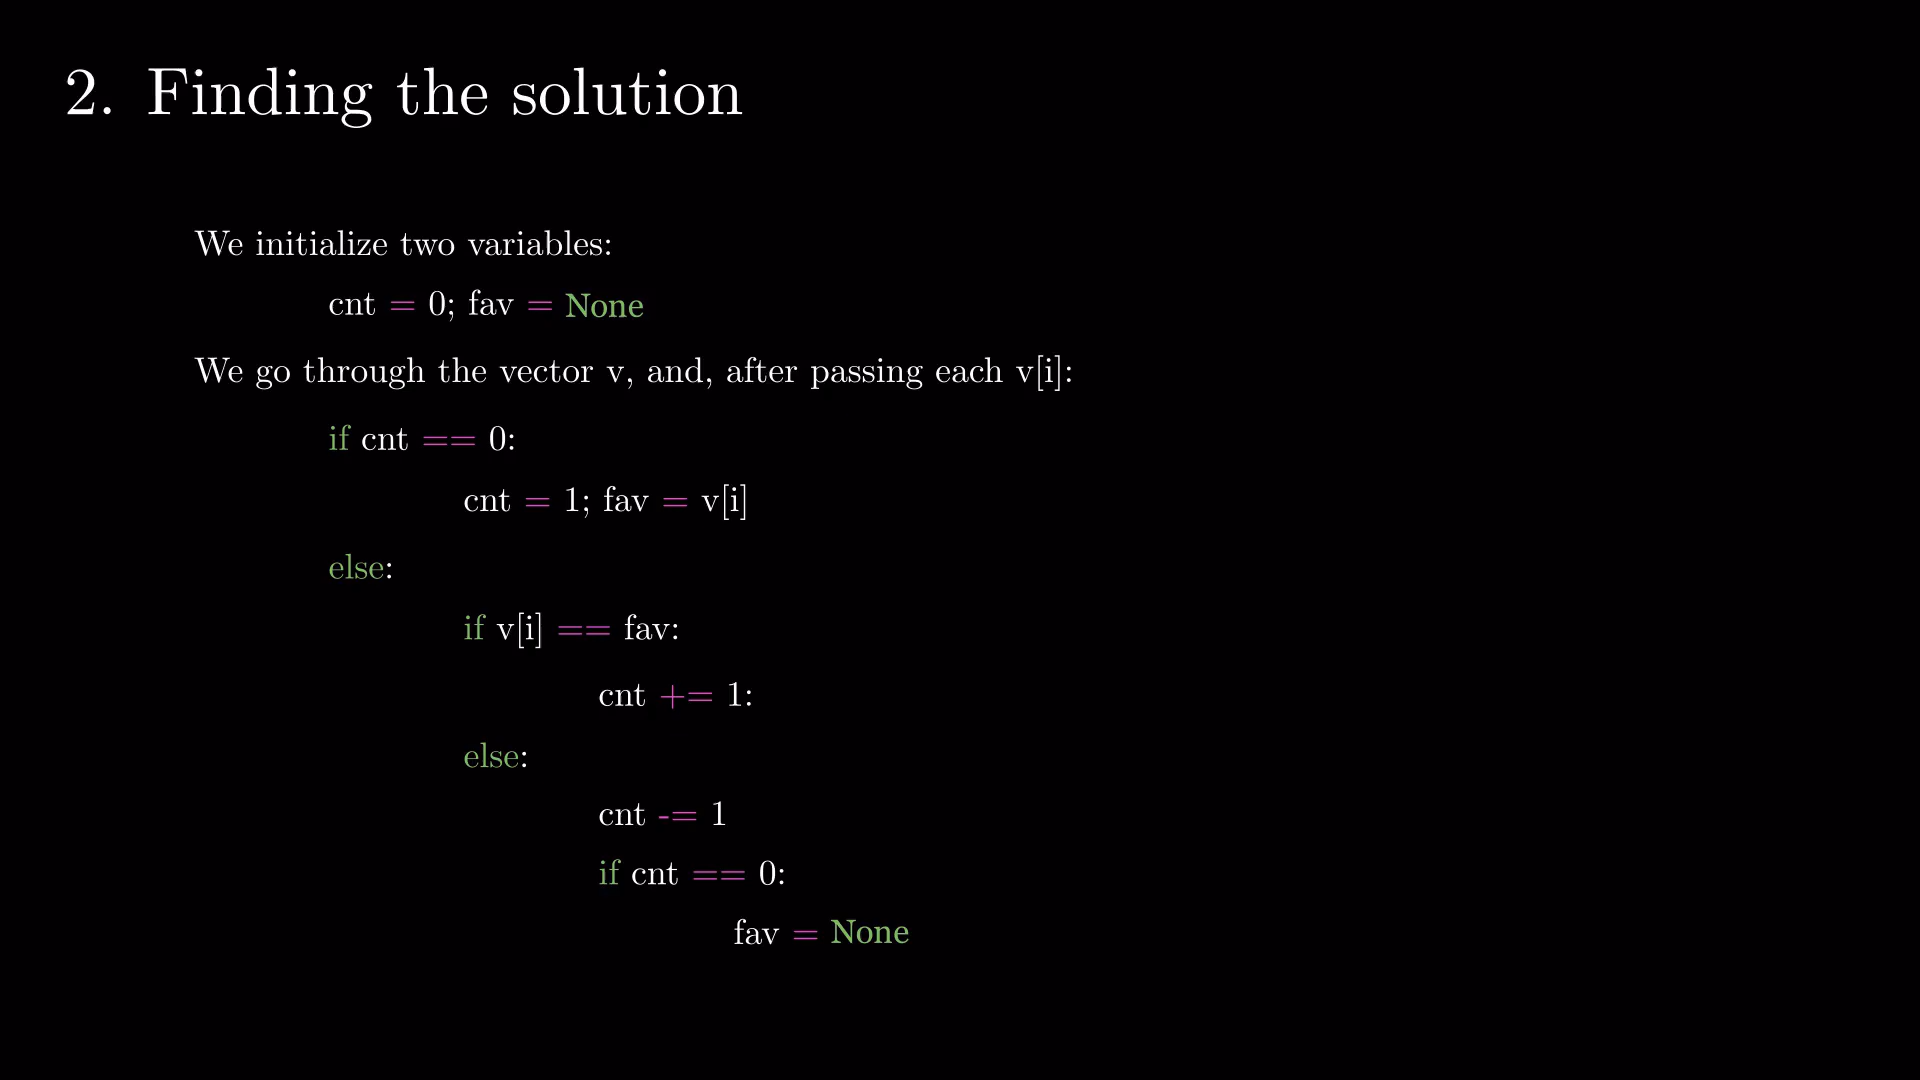 2. Finding the solution
We initialize two variables:
cnt = 0; fav = None
We go through the vector v, and, after passing each v[i]:
if cnt == 0:
cnt = 1; fav = v[i]
else:
if v[i] == fav:
cnt += 1:
else:
cnt -= 1
if cnt == 0:
fav = None